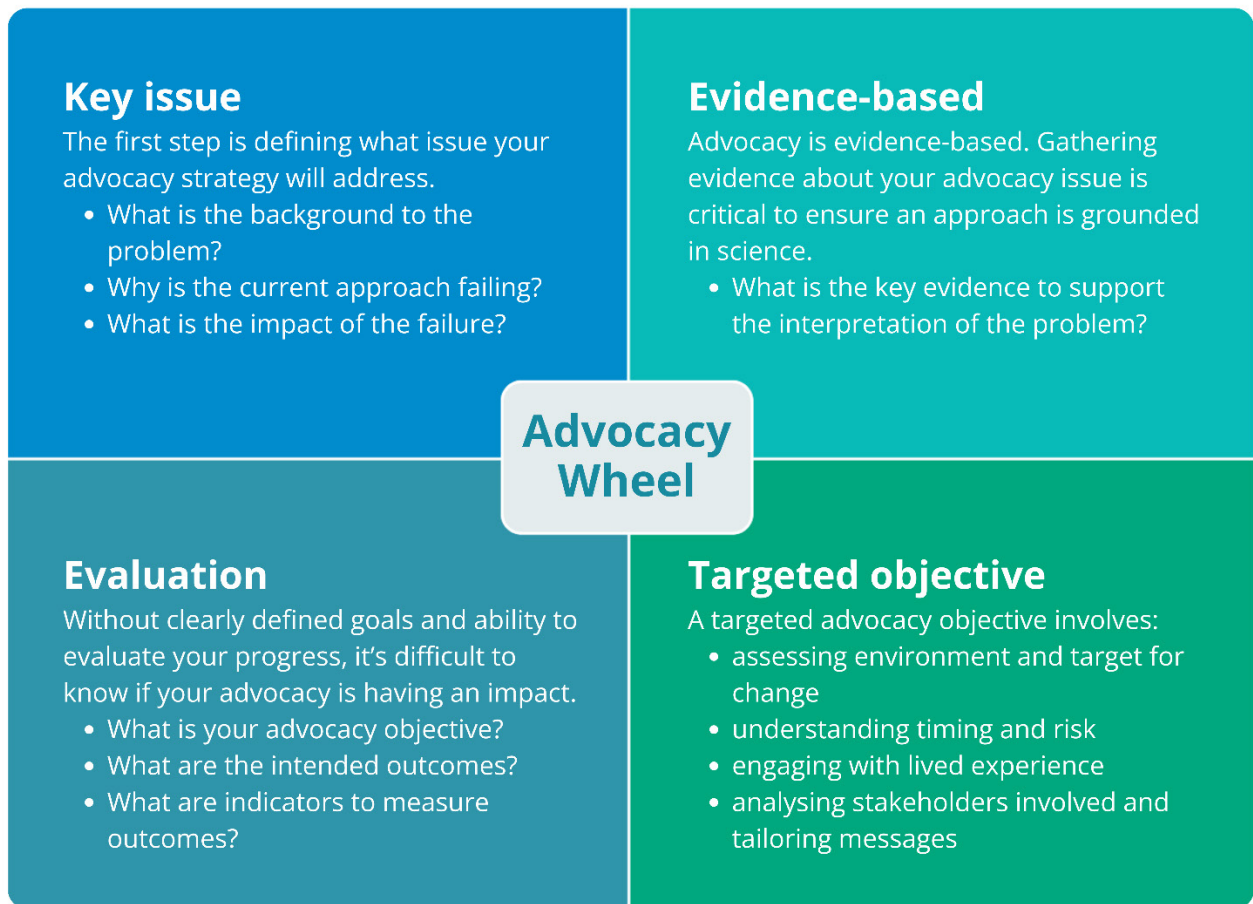 Key issue
The first step is defining what issue your
advocacy strategy will address.
• What is the background to the
problem?
• Why is the current approach failing?
• What is the impact of the failure?
Evidence-based
Advocacy is evidence-based. Gathering
evidence about your advocacy issue is
critical to ensure an approach is grounded
in science.
• What is the key evidence to support
the interpretation of the problem?
Advocacy
Wheel
Evaluation
Without clearly defined goals and ability to
evaluate your progress, it's difficult to
know if your advocacy is having an impact.
• What is your advocacy objective?
• What are the intended outcomes?
• What are indicators to measure
outcomes?
Targeted objective
A targeted advocacy objective involves:
• assessing environment and target for
change
• understanding timing and risk
• engaging with lived experience
• analysing stakeholders involved and
tailoring messages